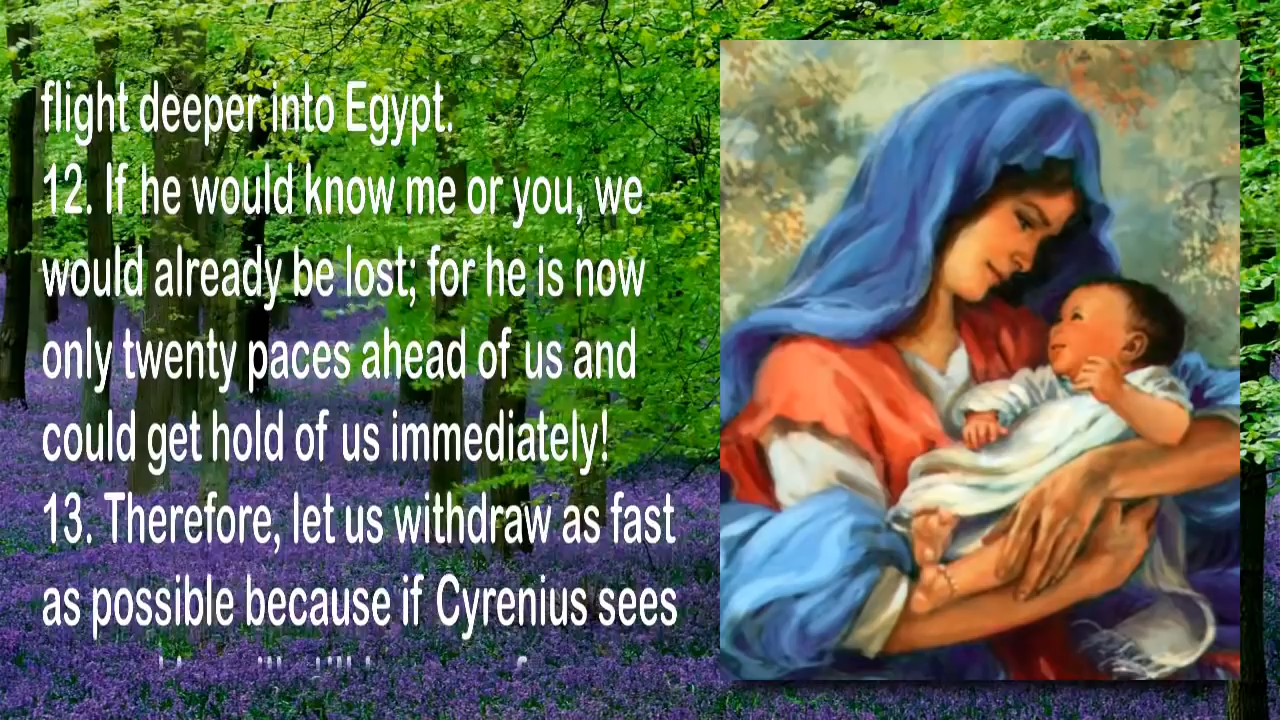 flight deeper into Egypt.
12. If he would know me or you, we
would already be lost; for he is now
only twenty paces ahead of us and
could get hold of us immediately!
13. Therefore, let us withdraw as fast
as possible because if Cyrenius sees